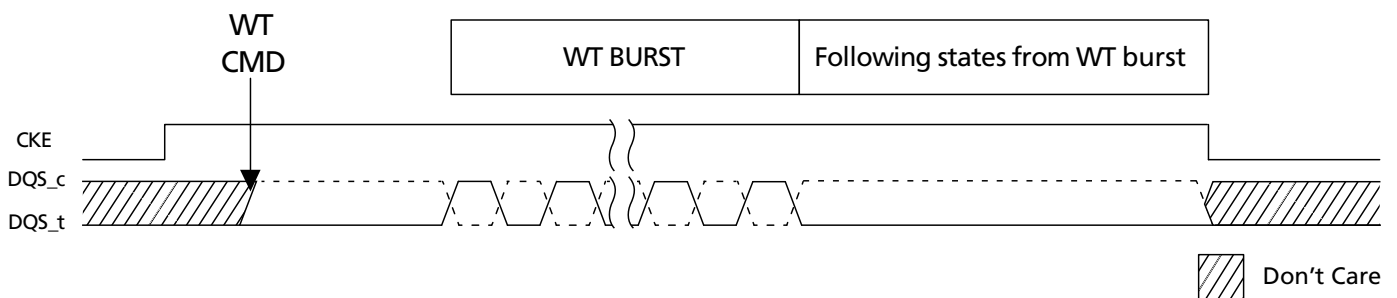 WT
CMD
WT BURST
Following states from WT burst
CKE
DQS_c
DQS_t
Don't Care